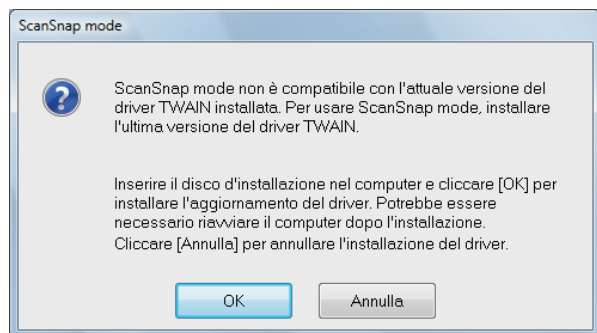 ScanSnap mode
ScanSnap mode non è compatibile con l'attuale versione del
driver TWAIN installata. Per usare ScanSnap mode, installare
l'ultima versione del driver TWAIN.
Inserire il disco d'installazione nel computer e cliccare [OK] per
installare l'aggiornamento del driver. Potrebbe essere
necessario riavviare il computer dopo l'installazione.
Cliccare [Annulla] per annullare l'installazione del driver.
OK Annulla